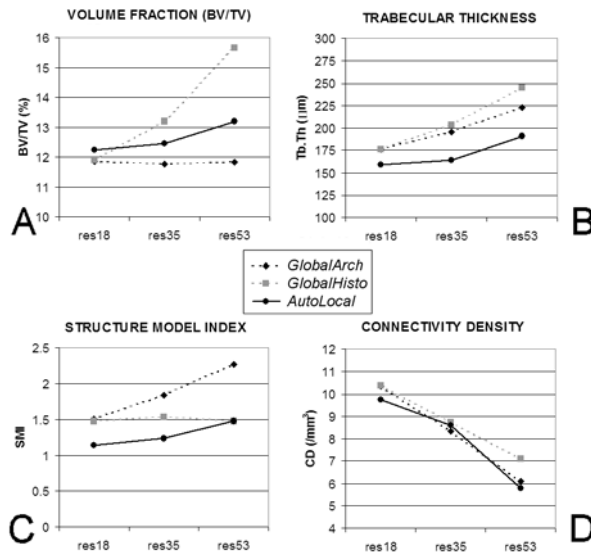 VOLUME FRACTION (BV/TV)
16
15
14
13
12
11
10
BV/TV (%)
res18 res35 res53
A
TRABECULAR THICKNESS
300
275
250
225
200
175
150
125
100
Tb.Th (µm)
res18 res35 res53
B
GlobalArch
GlobalHisto
AutoLocal
STRUCTURE MODEL INDEX
2.5
2
1.5
1
0.5
0
SMI
res18 res35 res53
C
CONNECTIVITY DENSITY
12
11
10
9
8
7
6
5
4
CD (/mm³)
res18 res35 res53
D